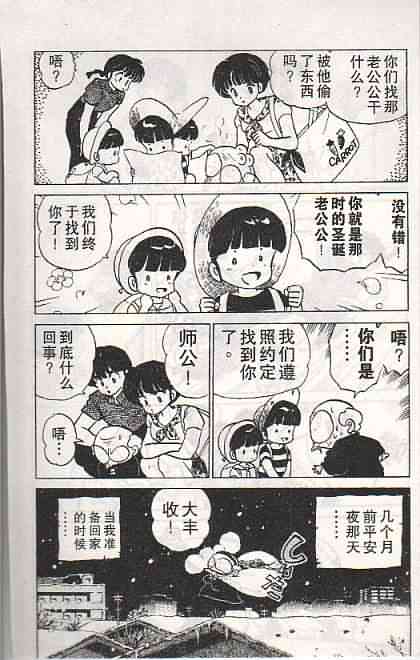 你们找那
老公公干
什么？
被他偷
了东西
吗？
唔？
CARROT
没有错！
你就是那
时的圣诞
老公公！
我们终
于找到
你了！
唔？
你们是
……
我们遵
照约定
找到你
了。
师公！
到底什么
回事？
唔…
几个月
前平安
夜那天
……
大丰
收！
当我准
备回家
的时候
……